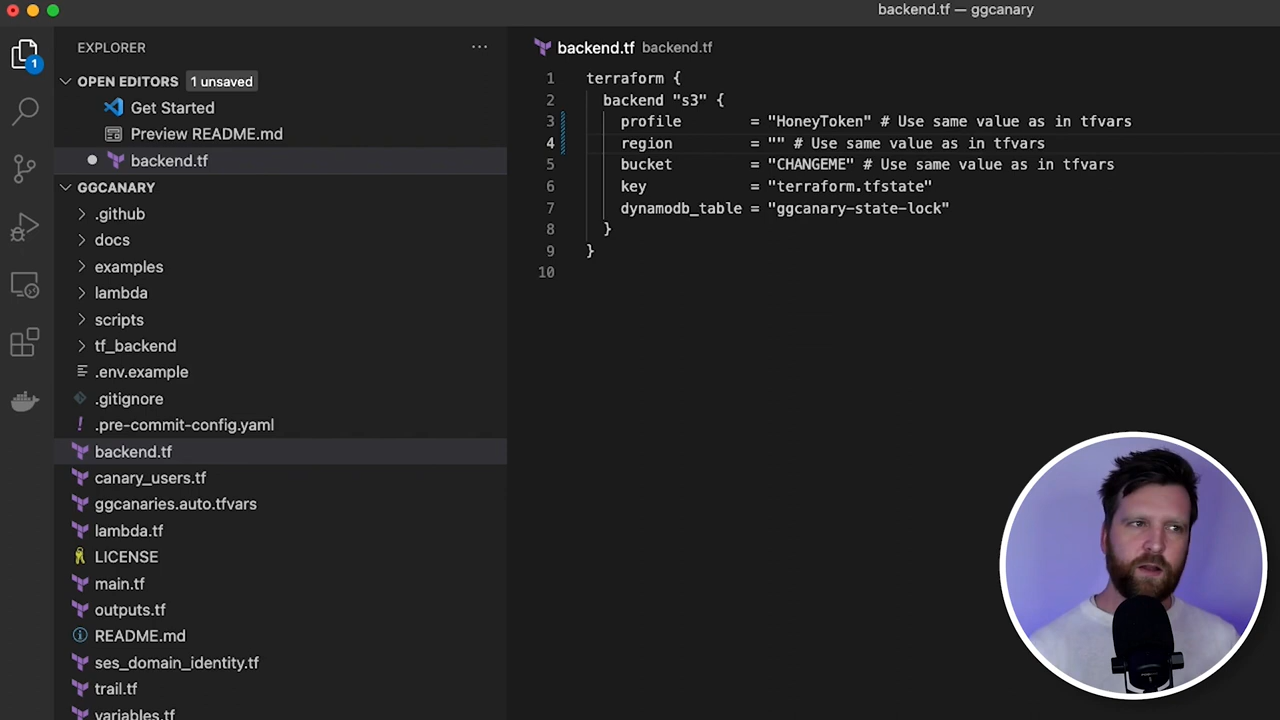 backend.tf — ggcanary
1
EXPLORER
OPEN EDITORS 1 unsaved
Get Started
Preview README.md
backend.tf
GGCANARY
.github
docs
examples
lambda
scripts
tf_backend
.env.example
.gitignore
.pre-commit-config.yaml
backend.tf
canary_users.tf
ggcanaries.auto.tfvars
lambda.tf
LICENSE
main.tf
outputs.tf
README.md
ses_domain_identity.tf
trail.tf
variables.tf
backend.tf backend.tf
1 terraform {
2 backend "s3" {
3 profile = "HoneyToken" # Use same value as in tfvars
4 region = "" # Use same value as in tfvars
5 bucket = "CHANGEME" # Use same value as in tfvars
6 key = "terraform.tfstate"
7 dynamodb_table = "ggcanary-state-lock"
8 }
9 }
10